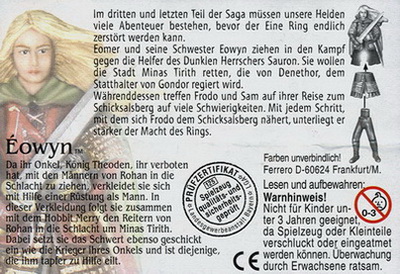 Im dritten und letzten Teil der Saga müssen unsere Helden
viele Abenteuer bestehen, bevor der Eine Ring endlich
zerstört werden kann.
Eomer und seine Schwester Eowyn ziehen in den Kampf
gegen die Helfer des Dunklen Herrschers Sauron. Sie wollen
die Stadt Minas Tirith retten, die von Denethor, dem
Statthalter von Gondor regiert wird.
Währenddessen treffen Frodo und Sam auf ihrer Reise zum
Schicksalsberg auf viele Schwierigkeiten. Mit jedem Schritt,
mit dem sich Frodo dem Schicksalsberg nähert, unterliegt er
stärker der Macht des Rings.
Éowyn™
Da ihr Onkel, König Theoden, ihr verboten
hat, mit den Männern von Rohan in die
Schlacht zu ziehen, verkleidet sie sich
mit Hilfe einer Rüstung als Mann. In
dieser Verkleidung folgt sie zusammen
mit dem Hobbit Merry den Reitern von
Rohan in die Schlacht um Minas Tirith.
Dabei setzt sie das Schwert ebenso geschickt
ein wie die Krieger ihres Onkels und ist diejenige,
die ihm tapfer zu Hilfe eilt.
PRÜFZERTIFIKAT
Spielzeug
qualitäts- und
sicherheits-
geprüft
Landesgewerbeanstalt Bayern
Farben unverbindlich!
Ferrero D-60624 Frankfurt/M.
Lesen und aufbewahren:
Warnhinweis!
Nicht für Kinder un-
ter 3 Jahre geeignet,
da Spielzeug oder Kleinteile
verschluckt oder eingeatmet
werden können. Überwachung
durch Erwachsene ratsam.
0-3
CE